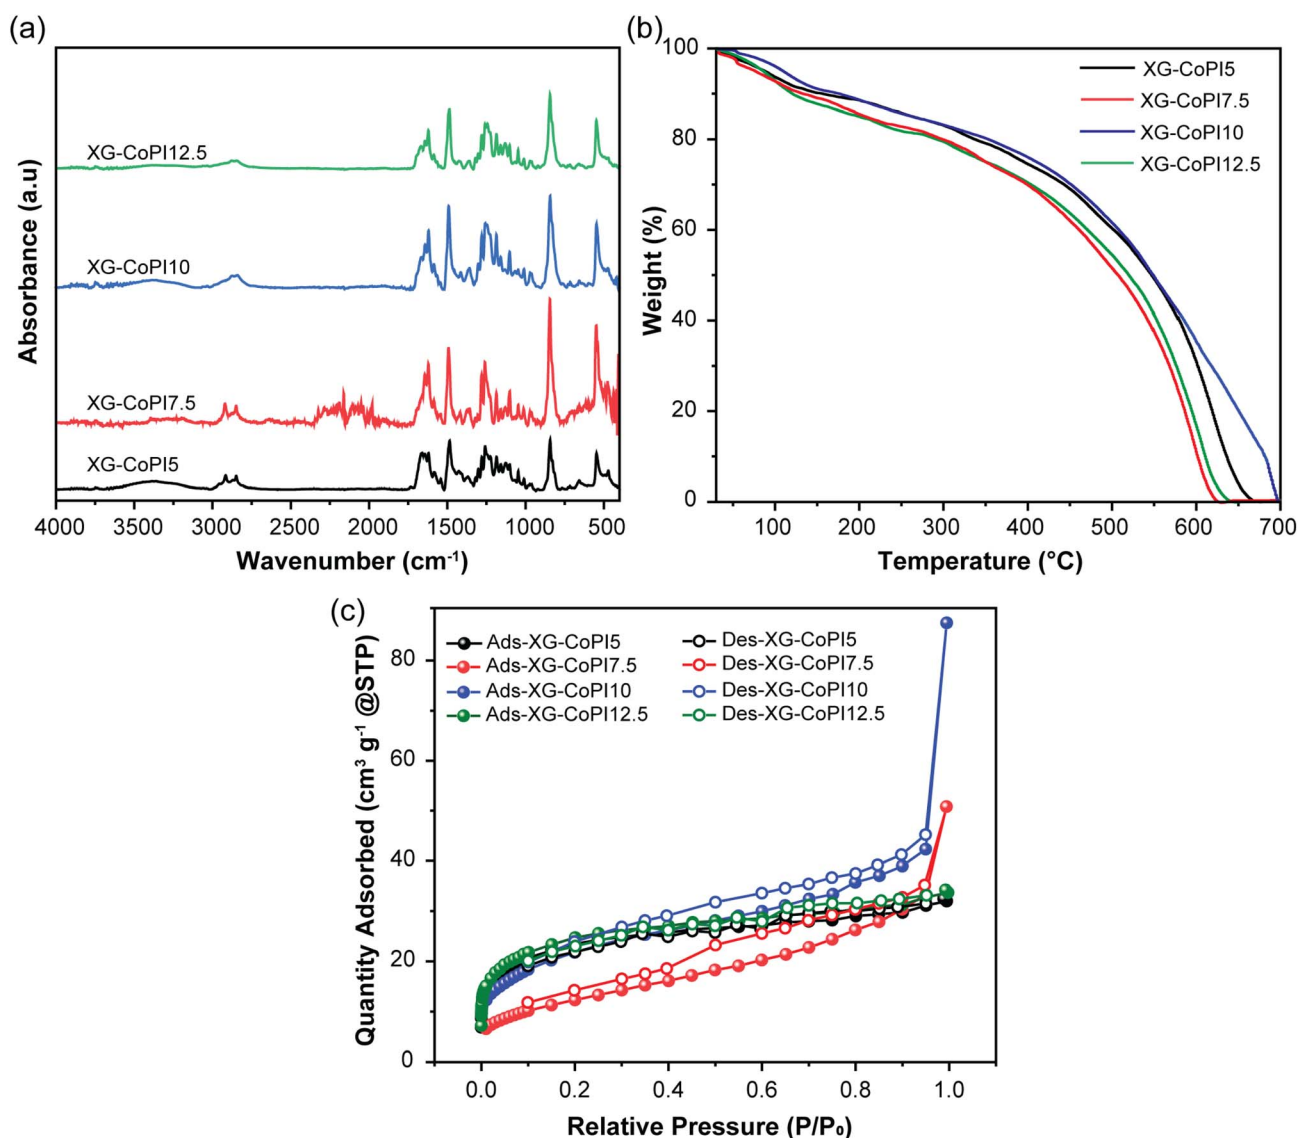 (a)
Absorbance (a.u)
XG-CoPI12.5
XG-CoPI10
XG-CoPI7.5
XG-CoPI5
4000 3500 3000 2500 2000 1500 1000 500
Wavenumber (cm⁻¹)
(b)
Weight (%)
100
80
60
40
20
0
XG-CoPI5
XG-CoPI7.5
XG-CoPI10
XG-CoPI12.5
100 200 300 400 500 600 700
Temperature (°C)
(c)
Quantity Adsorbed (cm³ g⁻¹ @STP)
80
60
40
20
0
Ads-XG-CoPI5 Des-XG-CoPI5
Ads-XG-CoPI7.5 Des-XG-CoPI7.5
Ads-XG-CoPI10 Des-XG-CoPI10
Ads-XG-CoPI12.5 Des-XG-CoPI12.5
0.0 0.2 0.4 0.6 0.8 1.0
Relative Pressure (P/P₀)